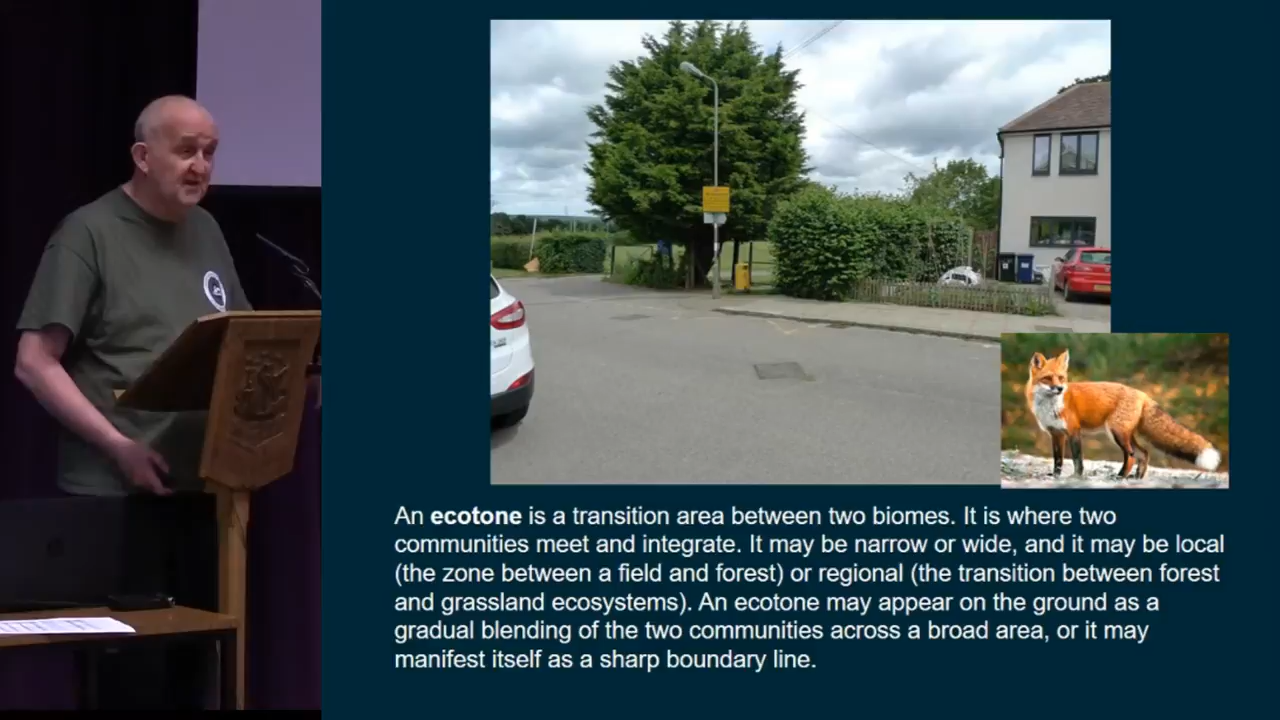 An ecotone is a transition area between two biomes. It is where two
communities meet and integrate. It may be narrow or wide, and it may be local
(the zone between a field and forest) or regional (the transition between forest
and grassland ecosystems). An ecotone may appear on the ground as a
gradual blending of the two communities across a broad area, or it may
manifest itself as a sharp boundary line.